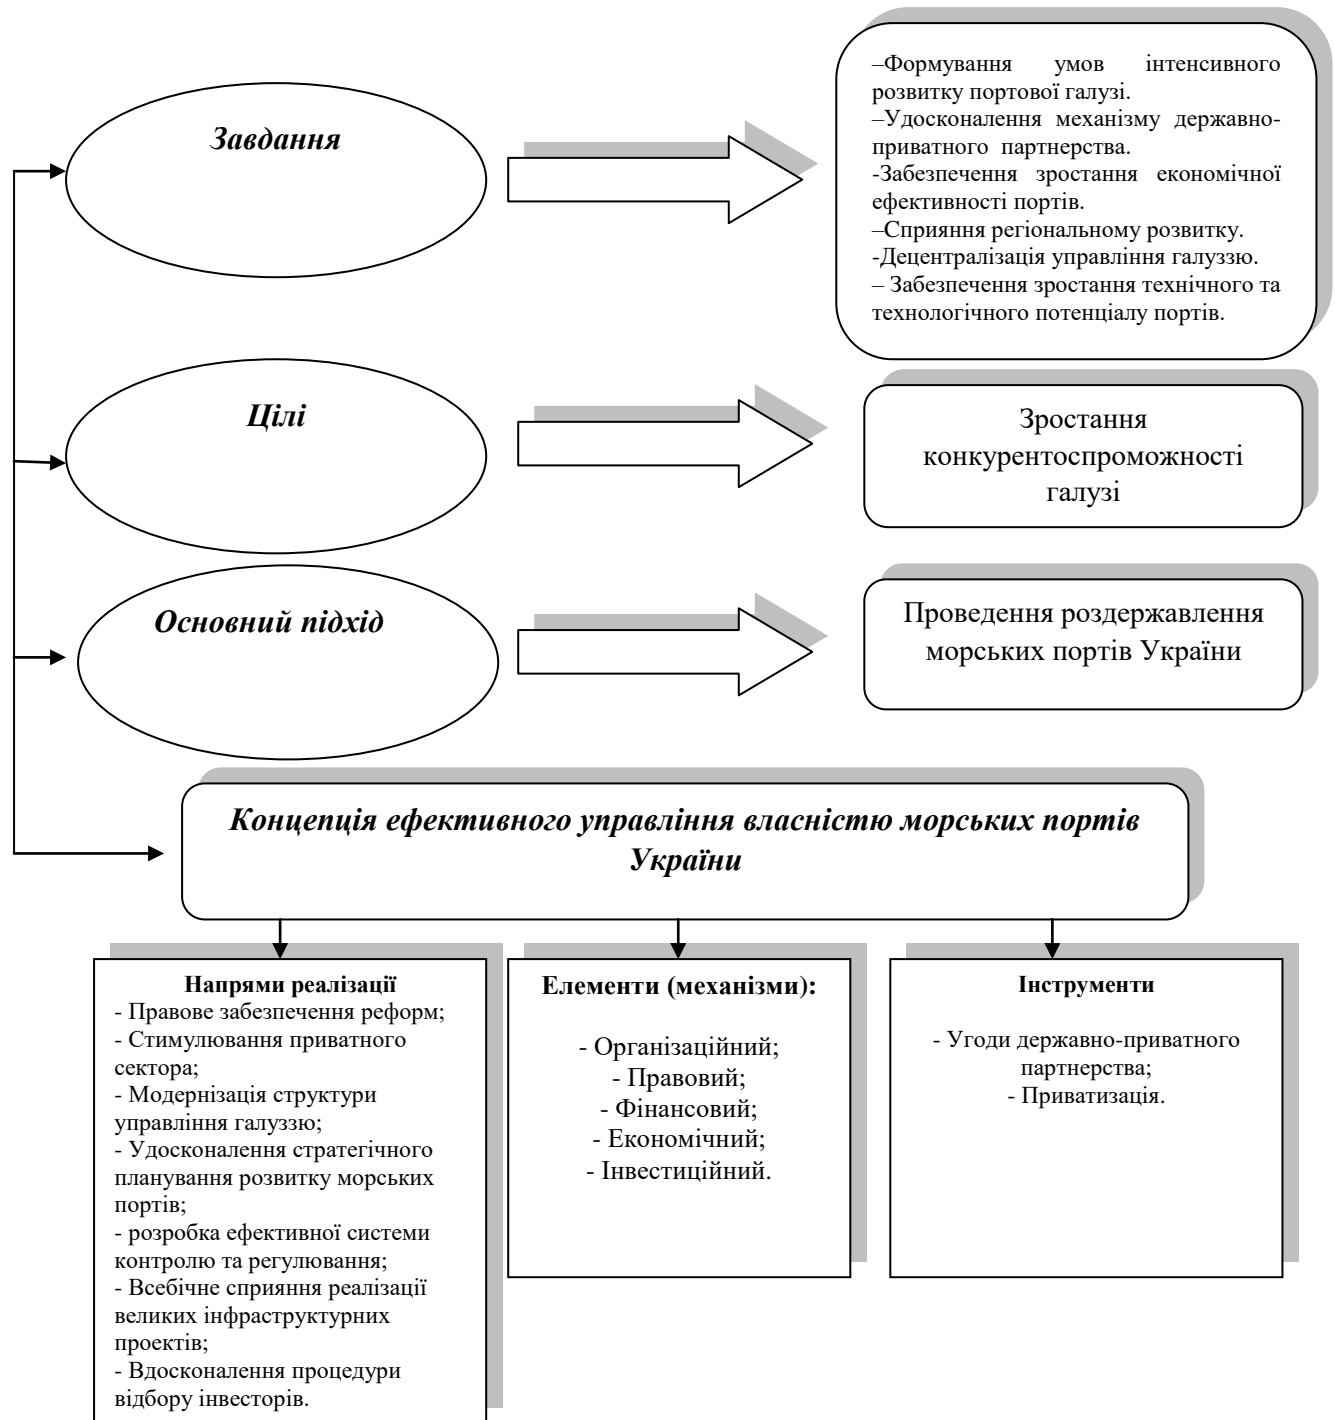 Завдання
–Формування умов інтенсивного
розвитку портової галузі.
–Удосконалення механізму державно-
приватного партнерства.
-Забезпечення зростання економічної
ефективності портів.
–Сприяння регіональному розвитку.
-Децентралізація управління галуззю.
– Забезпечення зростання технічного та
технологічного потенціалу портів.
Цілі
Зростання
конкурентоспроможності
галузі
Основний підхід
Проведення роздержавлення
морських портів України
Концепція ефективного управління власністю морських портів
України
Напрями реалізації
- Правове забезпечення реформ;
- Стимулювання приватного
сектора;
- Модернізація структури
управління галуззю;
- Удосконалення стратегічного
планування розвитку морських
портів;
- розробка ефективної системи
контролю та регулювання;
- Всебічне сприяння реалізації
великих інфраструктурних
проектів;
- Вдосконалення процедури
відбору інвесторів.
Елементи (механізми):
- Організаційний;
- Правовий;
- Фінансовий;
- Економічний;
- Інвестиційний.
Інструменти
- Угоди державно-приватного
партнерства;
- Приватизація.